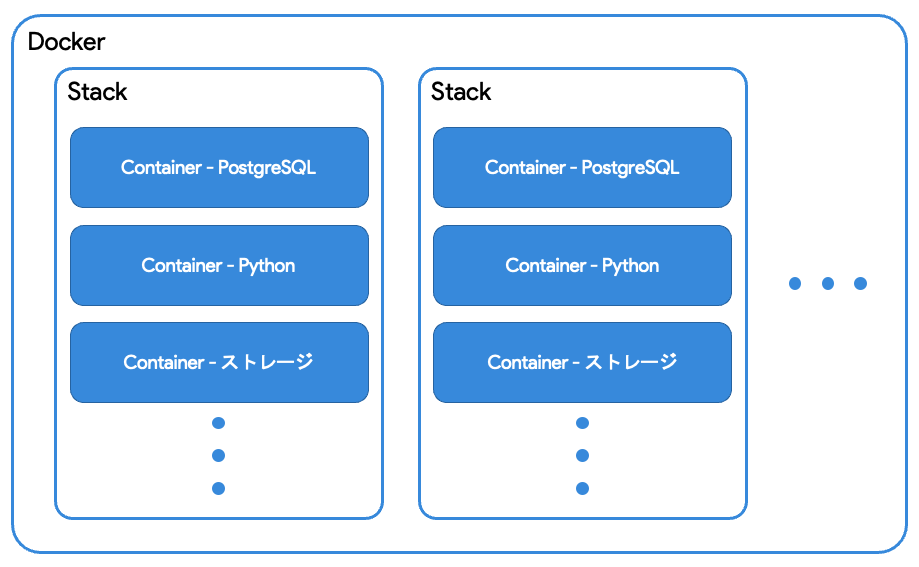 Docker
Stack
Container - PostgreSQL
Container - Python
Container - ストレージ
Stack
Container - PostgreSQL
Container - Python
Container - ストレージ